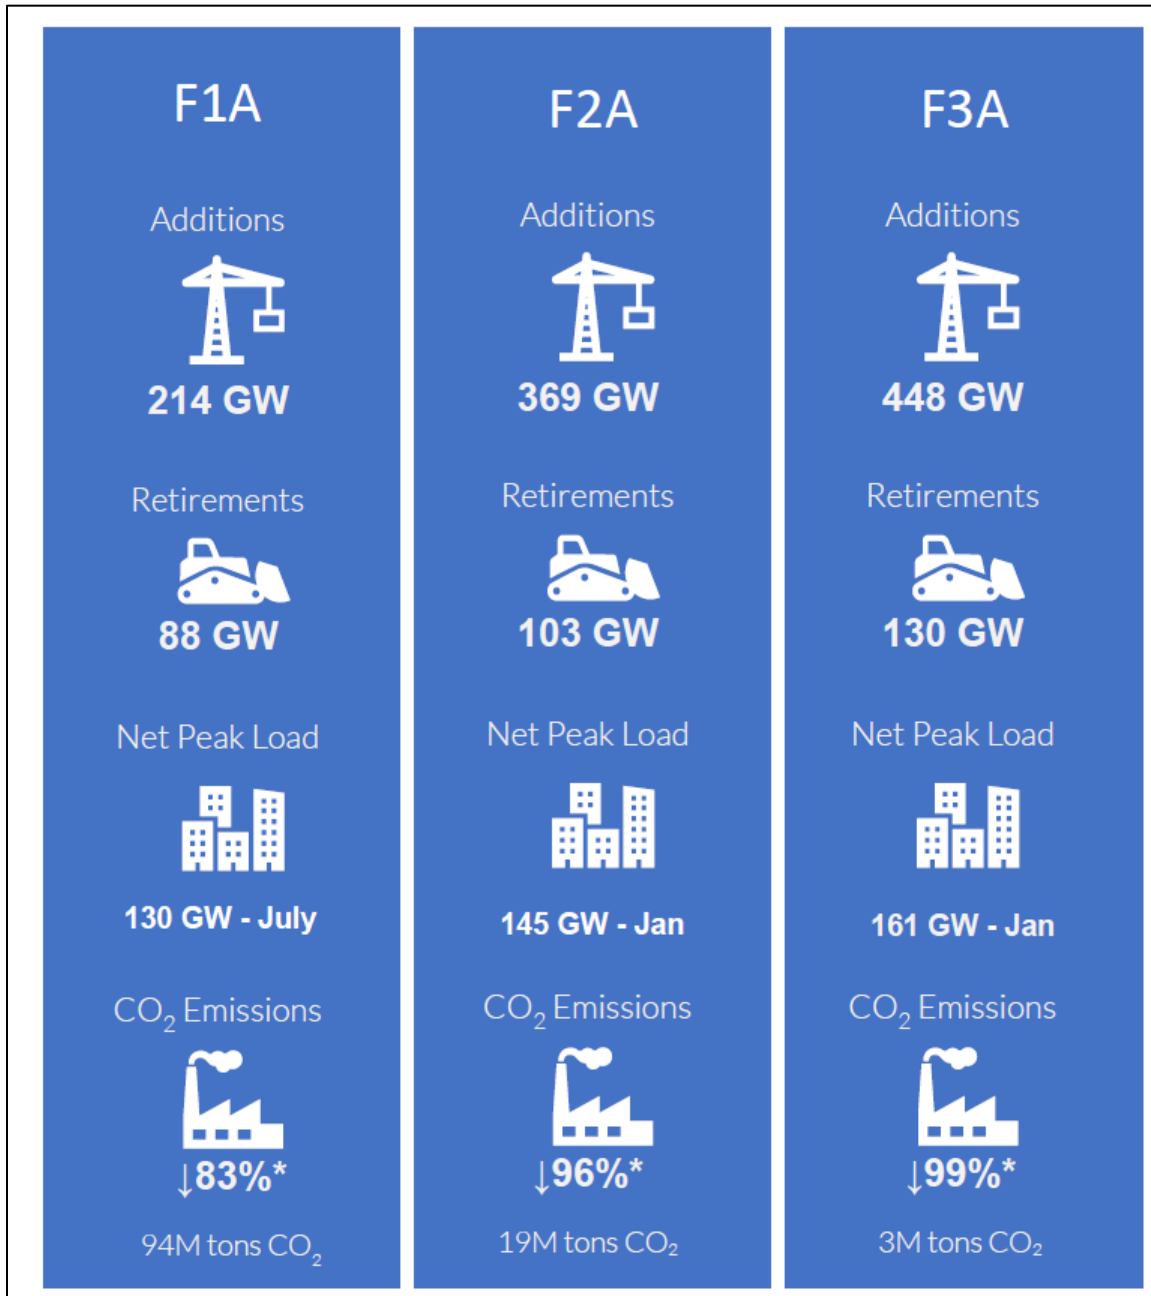 F1A
Additions
214 GW
Retirements
88 GW
Net Peak Load
130 GW - July
CO₂ Emissions
↓83%*
94M tons CO₂
F2A
Additions
369 GW
Retirements
103 GW
Net Peak Load
145 GW - Jan
CO₂ Emissions
↓96%*
19M tons CO₂
F3A
Additions
448 GW
Retirements
130 GW
Net Peak Load
161 GW - Jan
CO₂ Emissions
↓99%*
3M tons CO₂